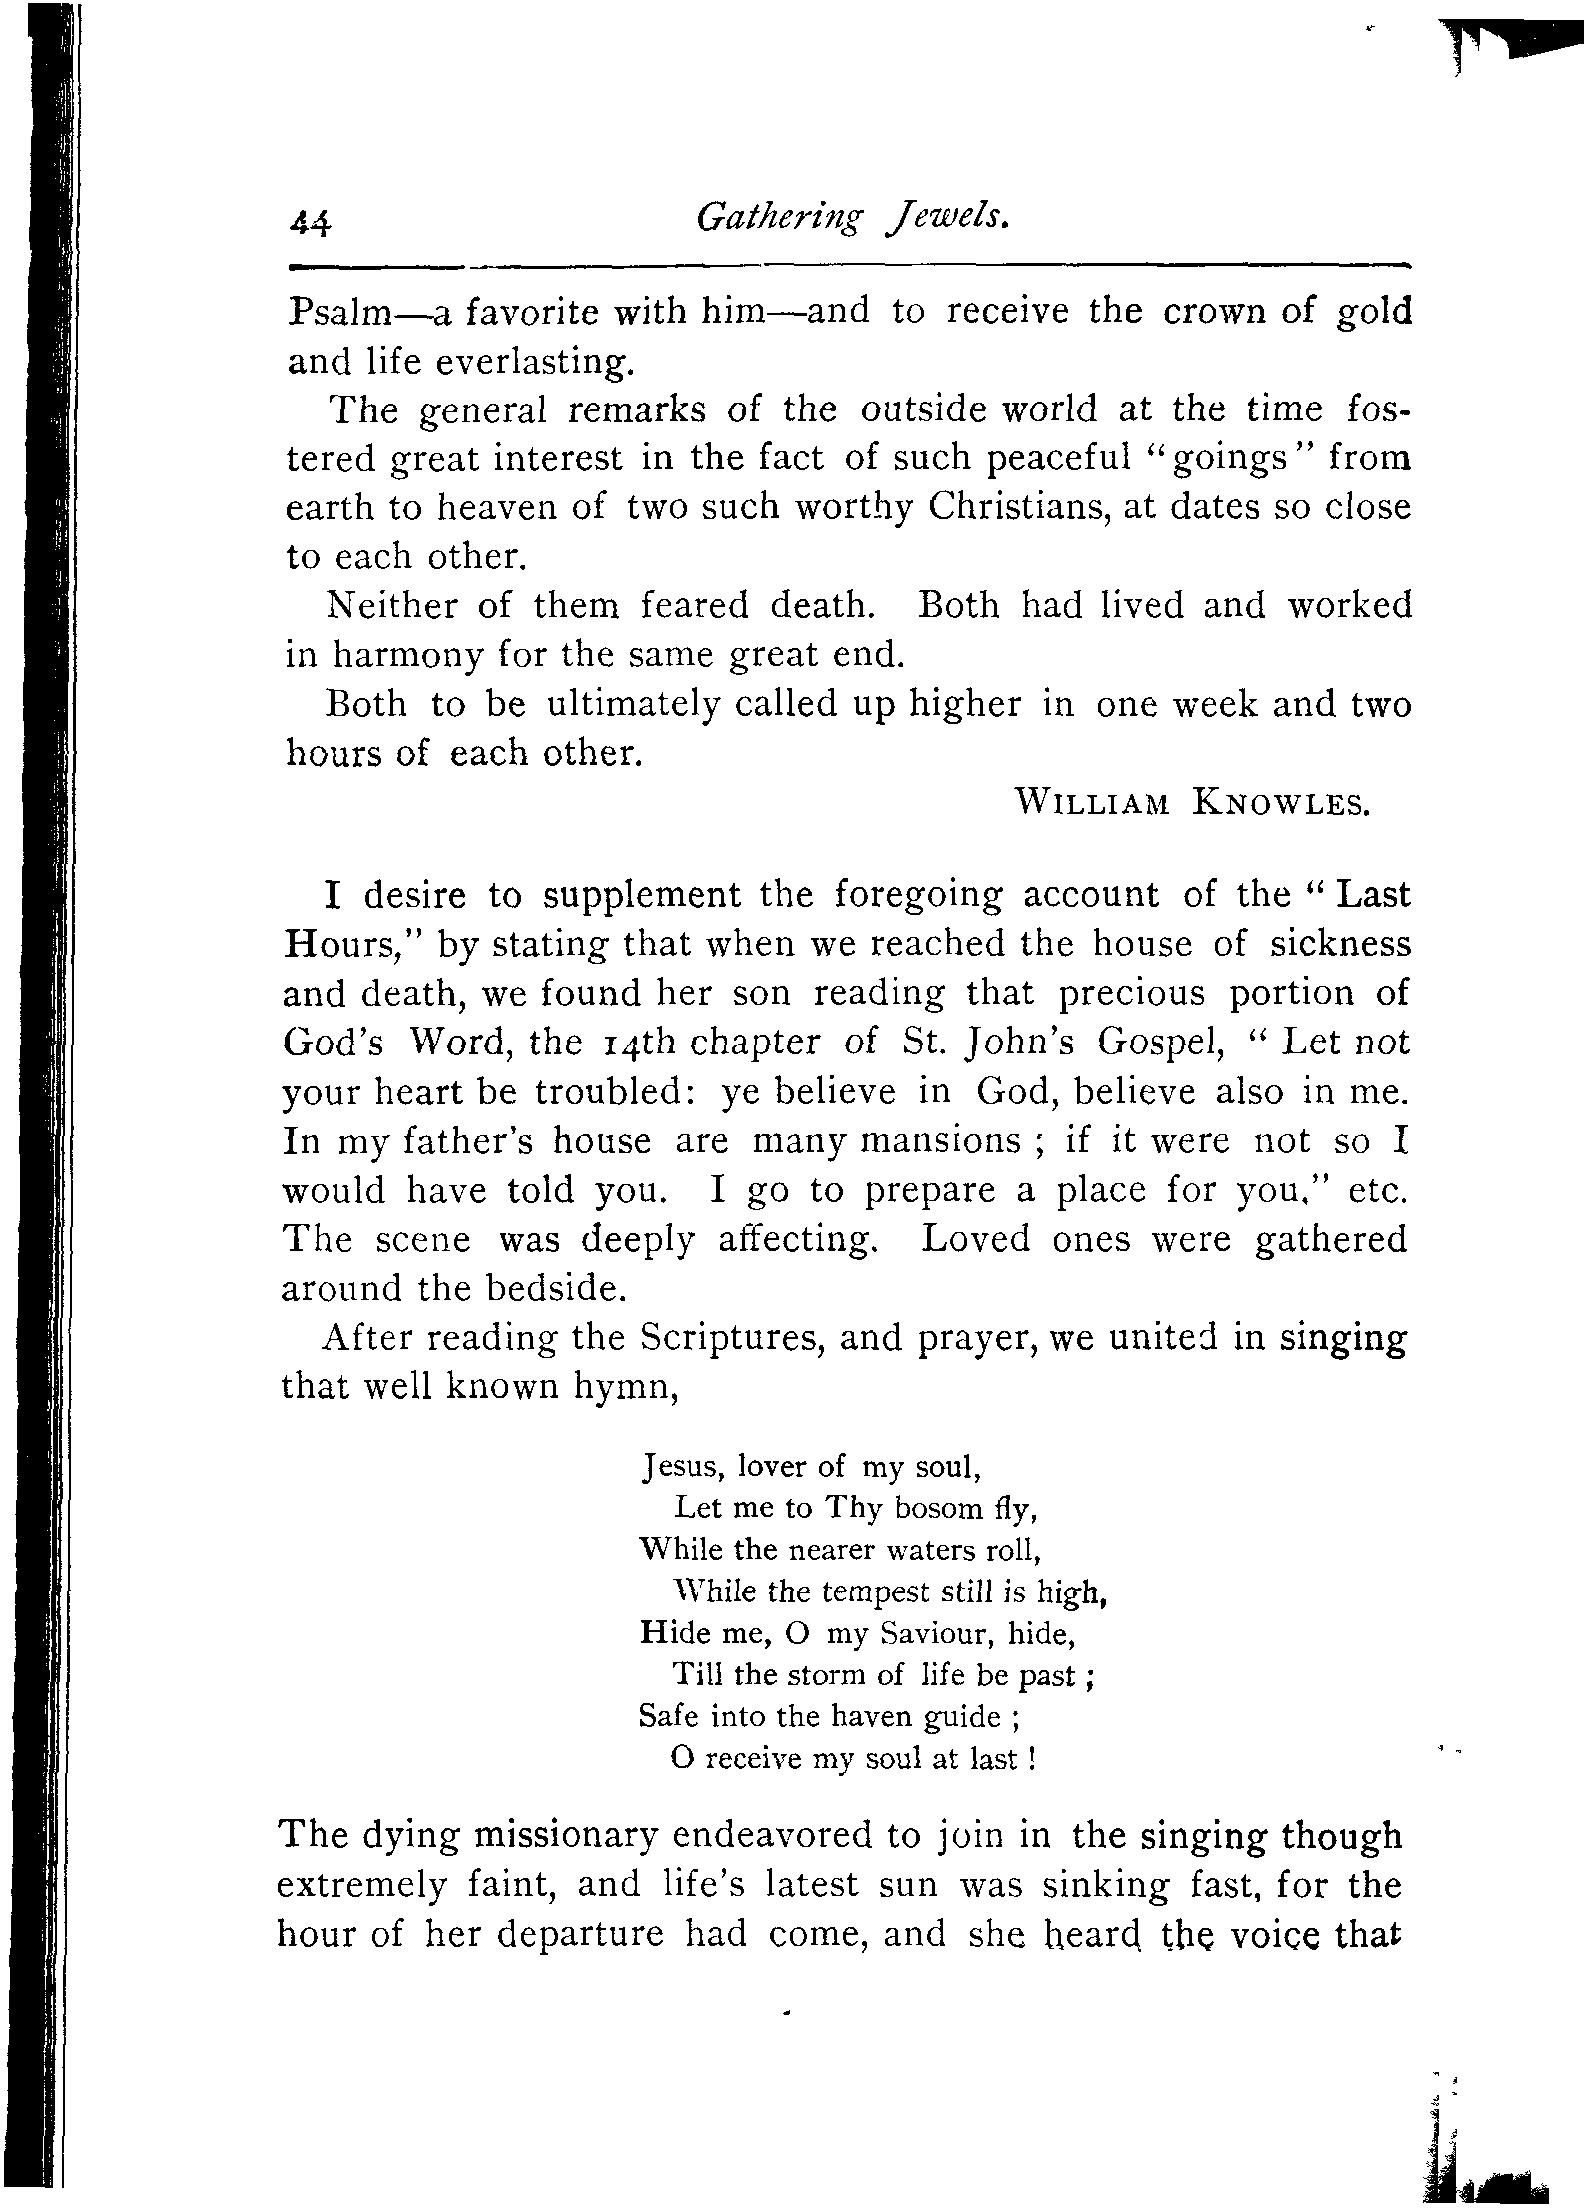 44 Gathering Jewels.
Psalm—a favorite with him—and to receive the crown of gold
and life everlasting.
The general remarks of the outside world at the time fos-
tered great interest in the fact of such peaceful "goings" from
earth to heaven of two such worthy Christians, at dates so close
to each other.
Neither of them feared death. Both had lived and worked
in harmony for the same great end.
Both to be ultimately called up higher in one week and two
hours of each other.
WILLIAM KNOWLES.
I desire to supplement the foregoing account of the " Last
Hours," by stating that when we reached the house of sickness
and death, we found her son reading that precious portion of
God's Word, the 14th chapter of St. John's Gospel, " Let not
your heart be troubled: ye believe in God, believe also in me.
In my father's house are many mansions ; if it were not so I
would have told you. I go to prepare a place for you," etc.
The scene was deeply affecting. Loved ones were gathered
around the bedside.
After reading the Scriptures, and prayer, we united in singing
that well known hymn,
Jesus, lover of my soul,
Let me to Thy bosom fly,
While the nearer waters roll,
While the tempest still is high,
Hide me, O my Saviour, hide,
Till the storm of life be past ;
Safe into the haven guide ;
O receive my soul at last !
The dying missionary endeavored to join in the singing though
extremely faint, and life's latest sun was sinking fast, for the
hour of her departure had come, and she heard the voice that